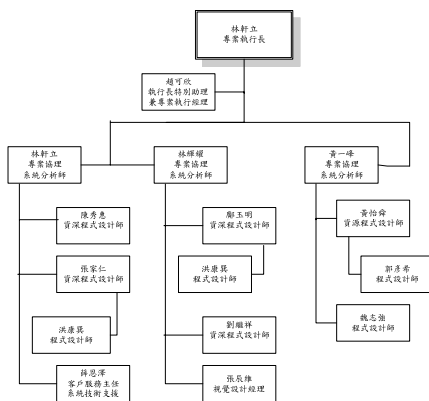 林軒立
專案執行長
趙可欣
執行長特別助理
兼專案執行經理
林軒立
專案協理
系統分析師
林輝耀
專案協理
系統分析師
黃一峰
專案協理
系統分析師
陳秀惠
資深程式設計師
張家仁
資深程式設計師
洪康巽
程式設計師
薛恩澤
客戶服務主任
系統技術支援
鄺玉明
資深程式設計師
洪康巽
程式設計師
劉繼祥
資深程式設計師
張辰維
視覺設計經理
黃怡舜
資源程式設計師
郭彥希
程式設計師
魏志強
程式設計師